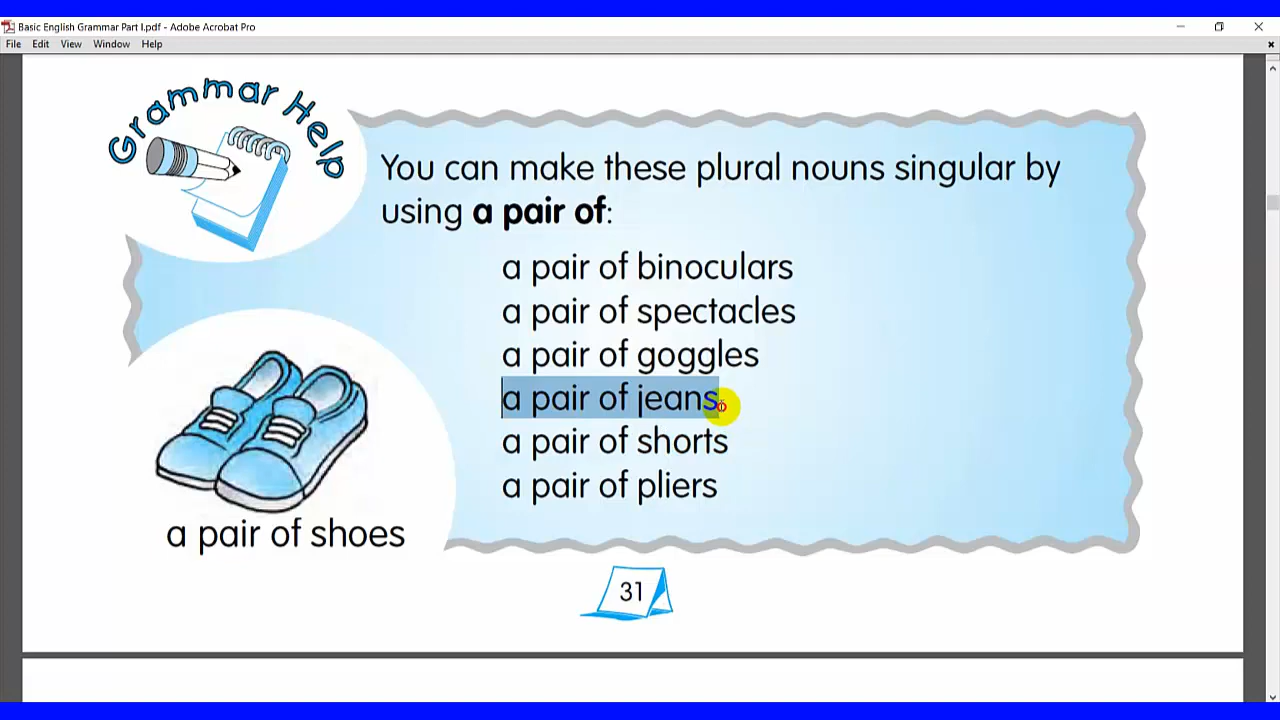 Basic English Grammar Part I.pdf - Adobe Acrobat Pro
File Edit View Window Help
Grammar Help
You can make these plural nouns singular by
using a pair of:
a pair of binoculars
a pair of spectacles
a pair of goggles
a pair of jeans
a pair of shorts
a pair of pliers
a pair of shoes
31